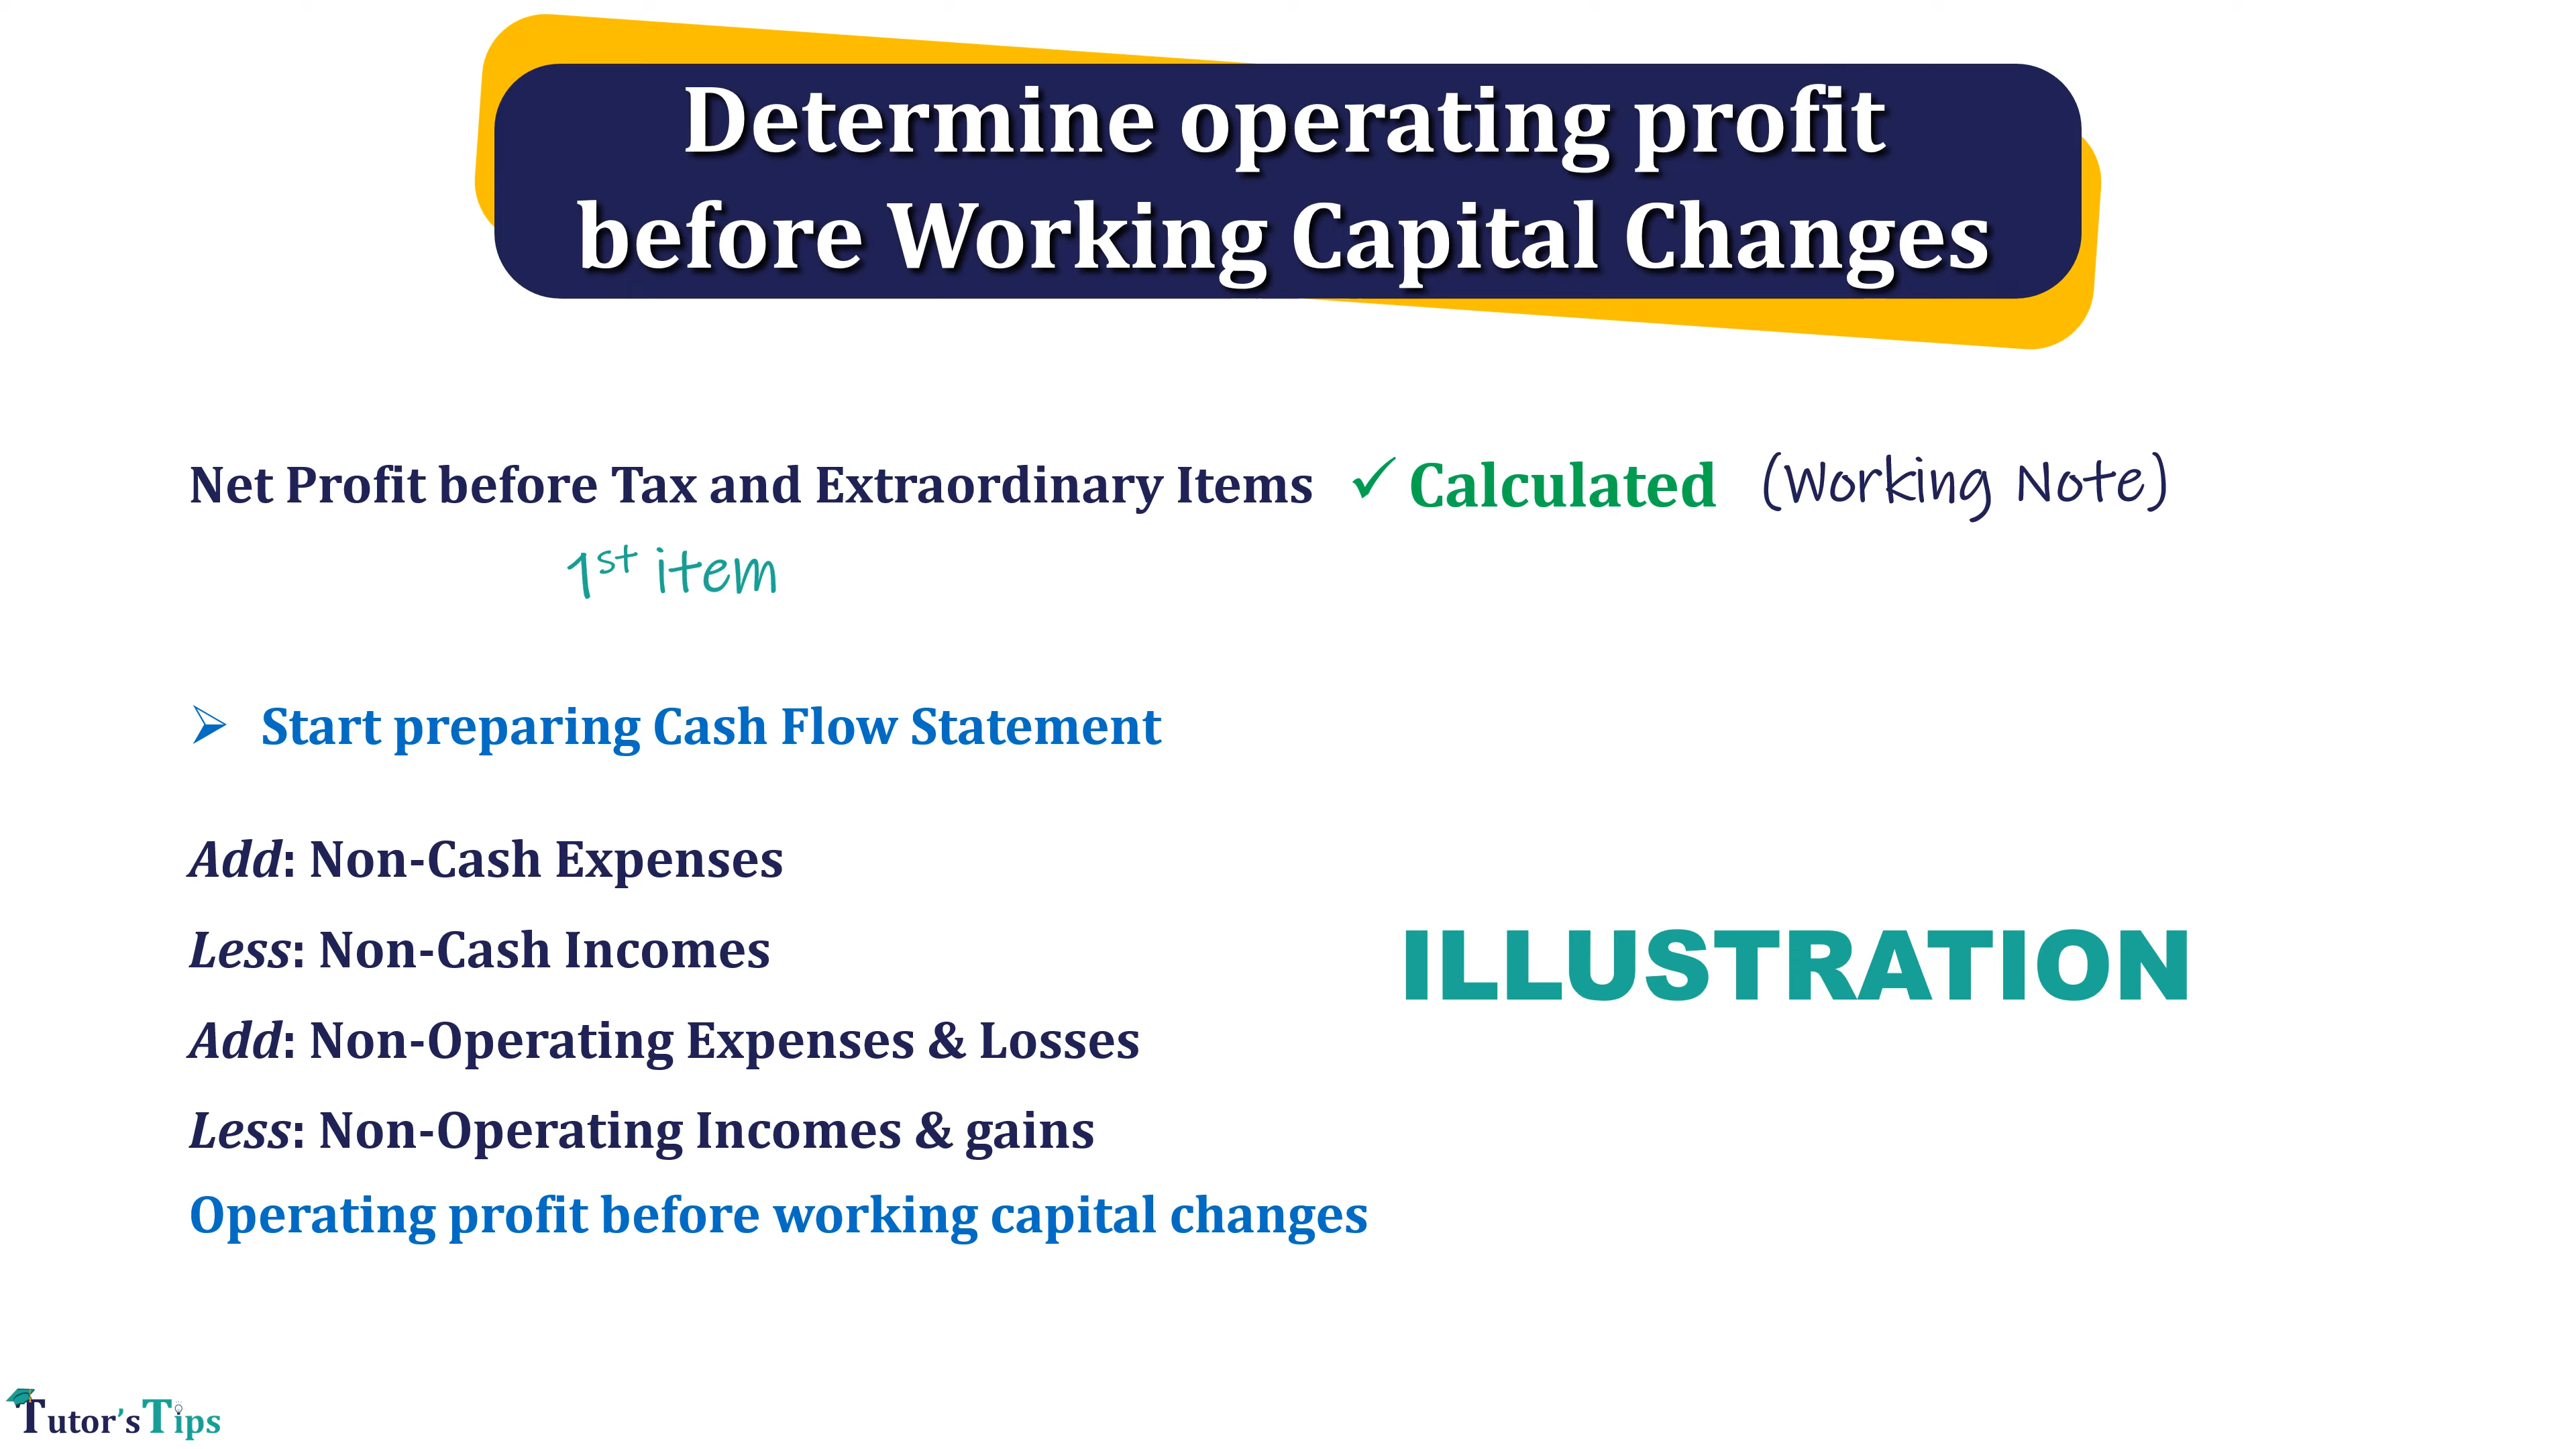 Determine operating profit
before Working Capital Changes
Net Profit before Tax and Extraordinary Items ✓ Calculated (Working Note)
1st item
➢ Start preparing Cash Flow Statement
Add: Non-Cash Expenses
Less: Non-Cash Incomes
ILLUSTRATION
Add: Non-Operating Expenses & Losses
Less: Non-Operating Incomes & gains
Operating profit before working capital changes
Tutor'sTips